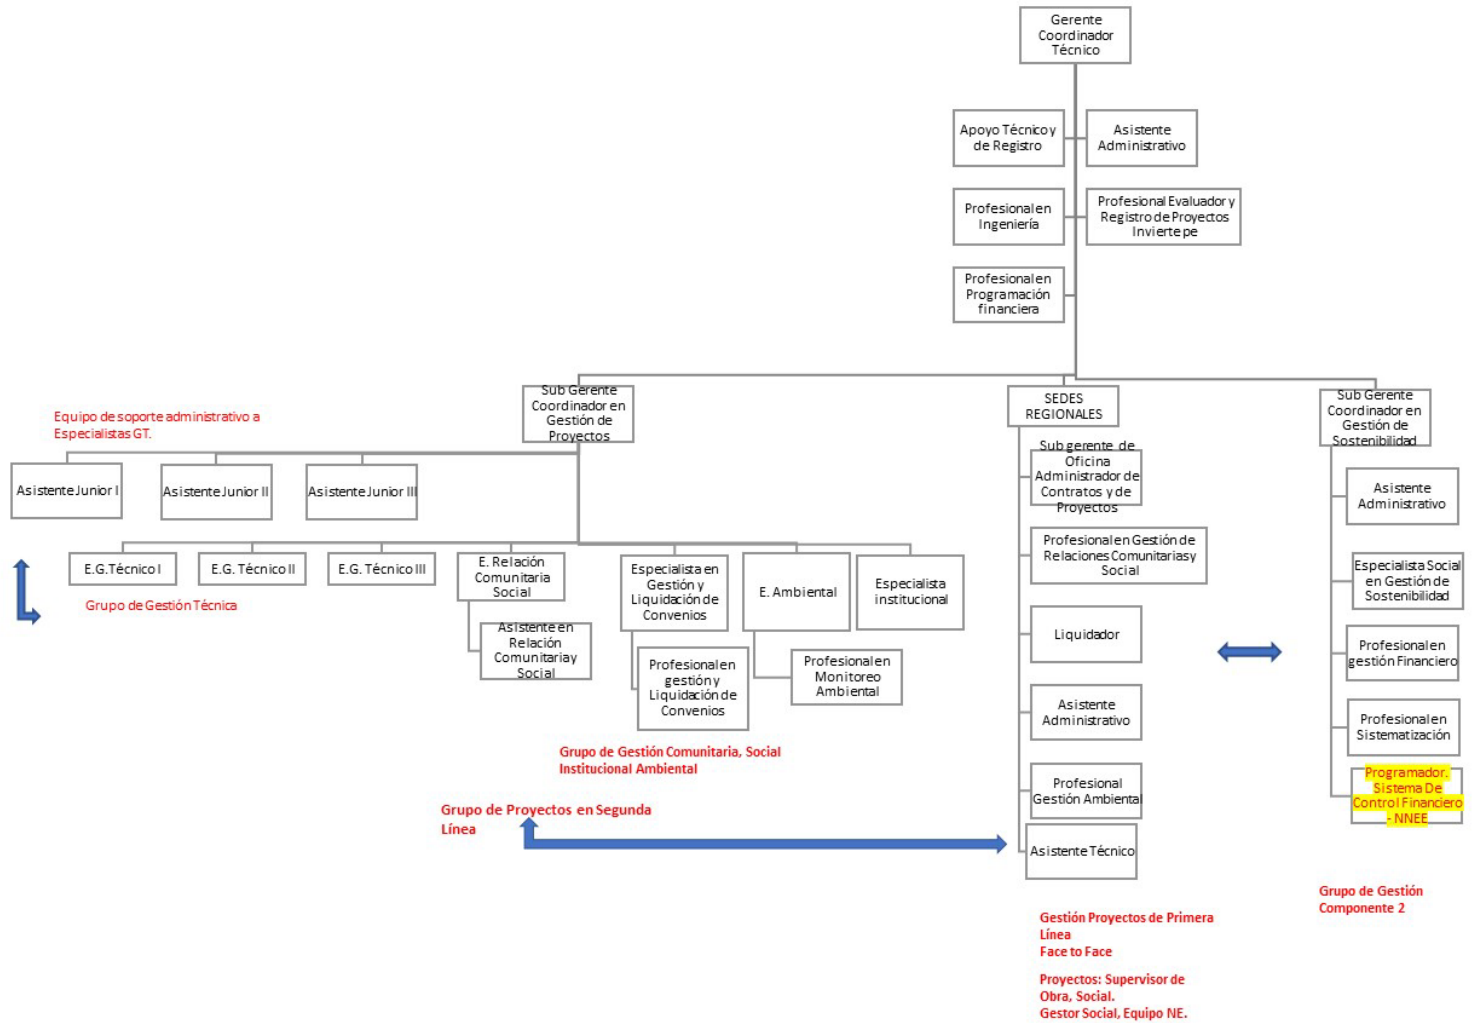 Gerente
Coordinador
Técnico
Apoyo Técnico y
de Registro
Asistente
Administrativo
Profesional en
Ingeniería
Profesional Evaluador y
Registro de Proyectos
Invierte pe
Profesional en
Programación
financiera
Sub Gerente
Coordinador en
Gestión de
Proyectos
SEDES
REGIONALES
Sub Gerente
Coordinador en
Gestión de
Sostenibilidad
Equipo de soporte administrativo a
Especialistas GT.
Asistente Junior I
Asistente Junior II
Asistente Junior III
E.G.Técnico I
E.G. Técnico II
E.G. Técnico III
Grupo de Gestión Técnica
E. Relación
Comunitaria
Social
Asistente en
Relación
Comunitaria y
Social
Especialista en
Gestión y
Liquidación de
Convenios
Profesional en
gestión y
Liquidación de
Convenios
E. Ambiental
Profesional en
Monitoreo
Ambiental
Especialista
institucional
Grupo de Gestión Comunitaria, Social
Institucional Ambiental
Grupo de Proyectos en Segunda
Línea
Sub gerente de
Oficina
Administrador de
Contratos y de
Proyectos
Profesional en Gestión de
Relaciones Comunitarias y
Social
Liquidador
Asistente
Administrativo
Profesional
Gestión Ambiental
Asistente Técnico
Gestión Proyectos de Primera
Línea
Face to Face
Proyectos: Supervisor de
Obra, Social.
Gestor Social, Equipo NE.
Asistente
Administrativo
Especialista Social
en Gestión de
Sostenibilidad
Profesional en
gestión Financiero
Profesional en
Sistematización
Programador.
Sistema De
Control Financiero
- NNEE
Grupo de Gestión
Componente 2